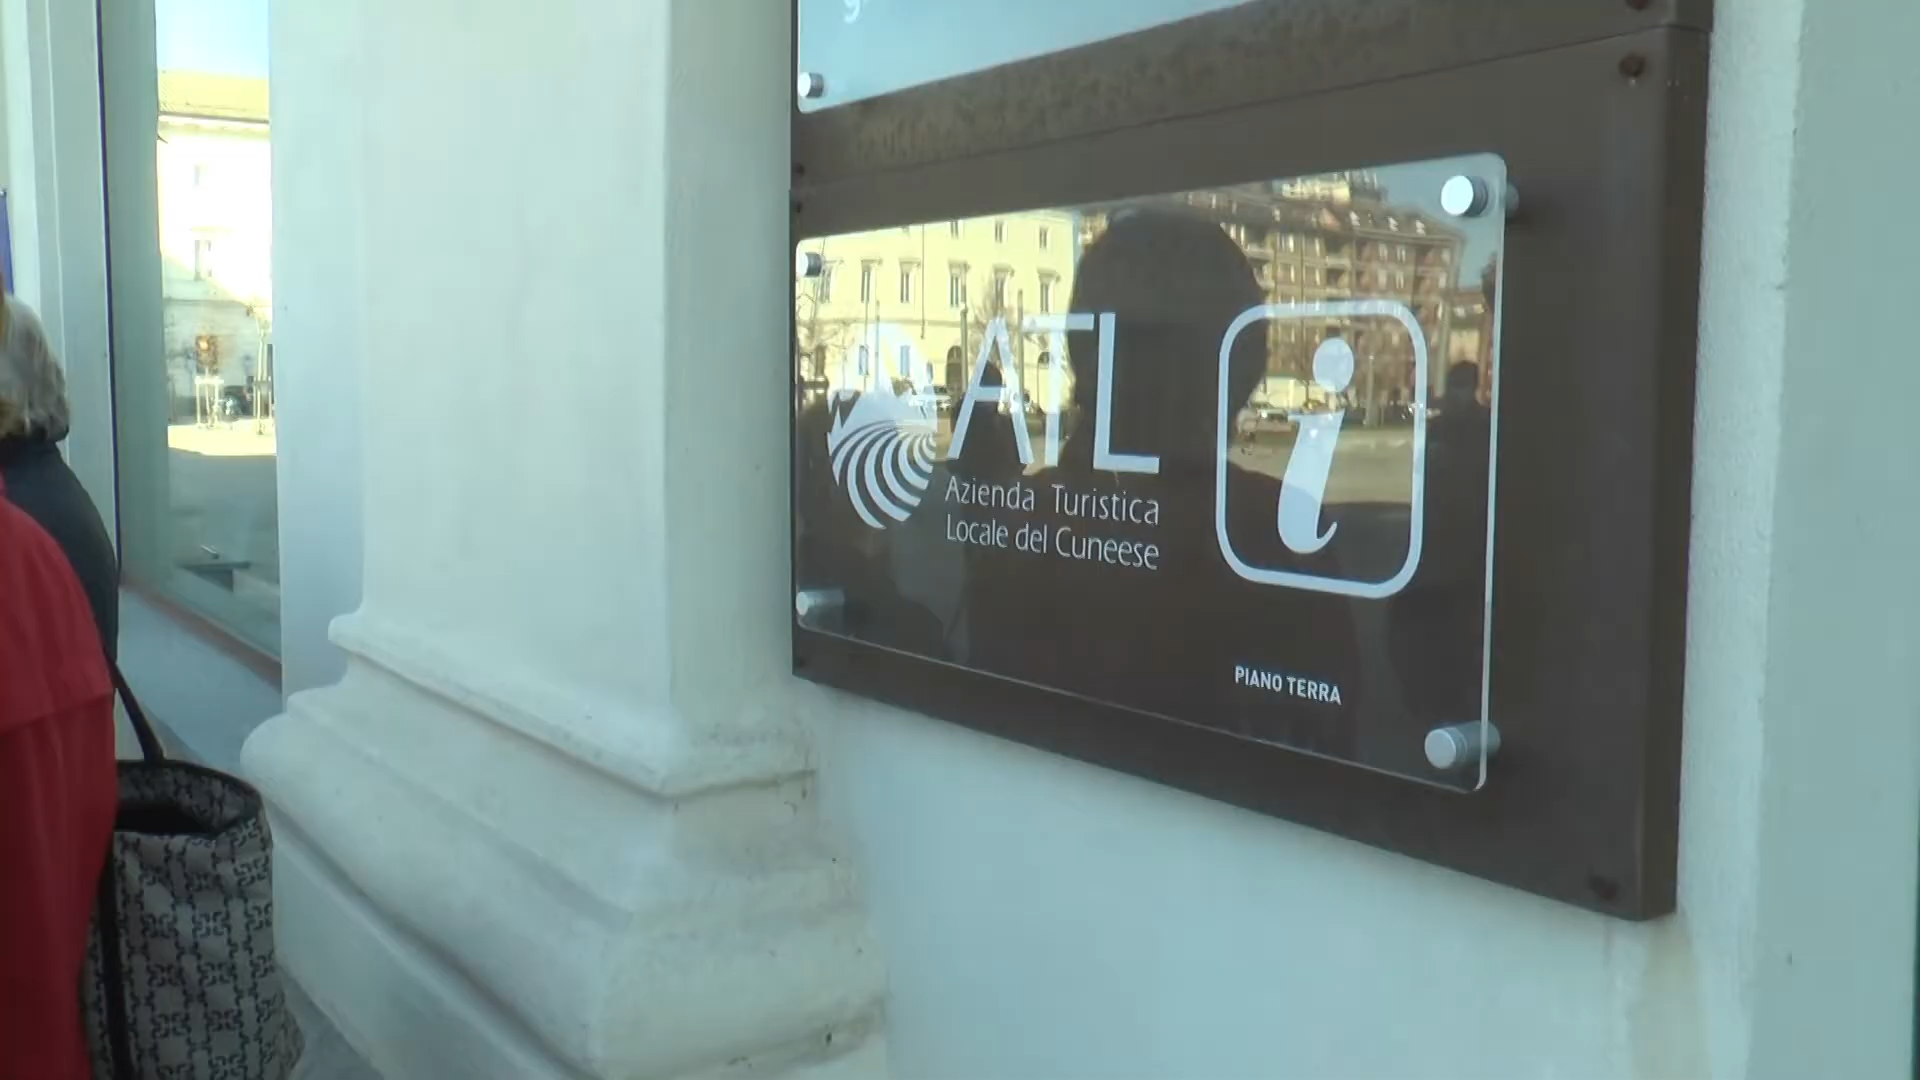 ATL
Azienda Turistica
Locale del Cuneese
i
PIANO TERRA